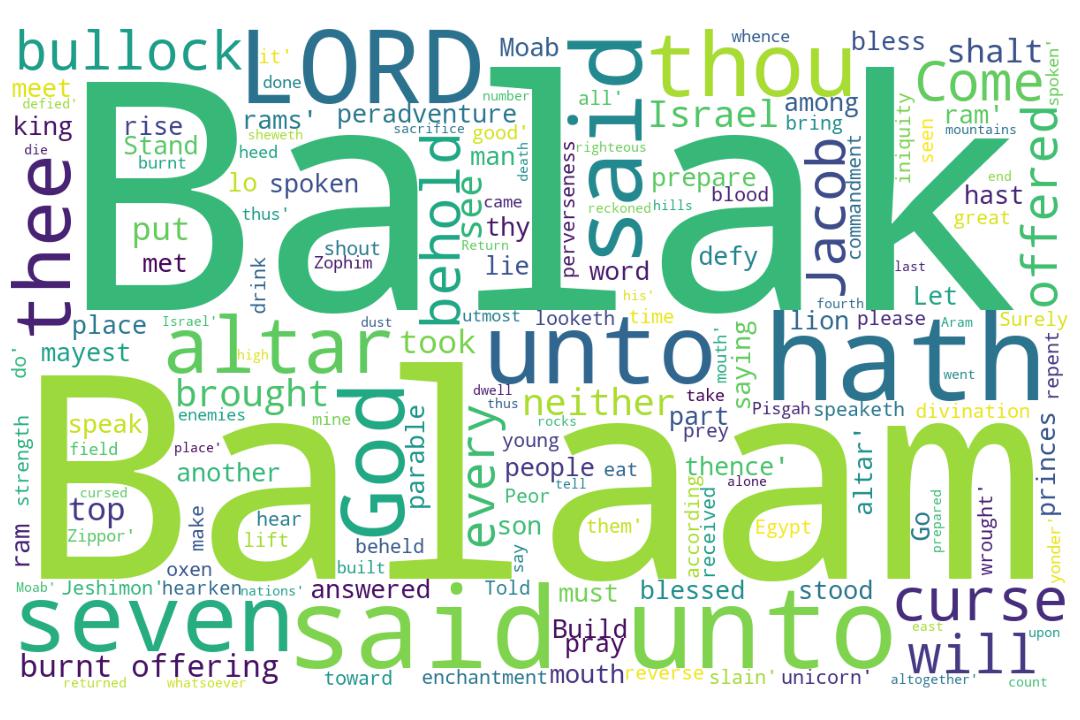 bullock
LORD
it'
done
Moab
said
thou
whence
bless
shalt
Come
spoken'
meet
defied'
king
die
Balak
rise
Stand
burnt
rams'
sheweth
heed
peradventure
sacrifice
number
good'
man
death
all'
righteous
Israel
among
bring
ram'
iniquity
seen
mountains
offered
thee
put
met
lo
spoken
thus'
shout
Zophim
drink
behold
see
came
thy
Return
lie
perverseness
reckoned
word
hills
prepare
blood
defy
Jacob
commandment
hast
end
great
last
Let
fourth
place
mayest
do'
Israel'
high
altar
dust
took
utmost
looketh
his'
time
unto
mouth'
saying
lion
please
Aram
Surely
hath
went
repent
brought
enemies
mine
God
parable
every
dwell
thus
neither
rocks
take
part
prey
Pisgah
speaketh
divination
princes
strength
speak
field
place'
another
cursed
top
Zippor'
Balaam
hear
lift
young
people
eat
tell
Peor
son
them'
thence'
alone
according
received
Egypt
altar'
Go
prepared
wrought'
yonder'
ram
make
beheld
built
say
oxen
Moab'
Jeshimon'
hearken
nations'
answered
Told
must
blessed
stood
curse
seven
said unto
Build
pray
will
east
upon
burnt offering
returned
whatsoever
toward
enchantment
mouth
reverse
slain'
unicorn'
altogether'
count